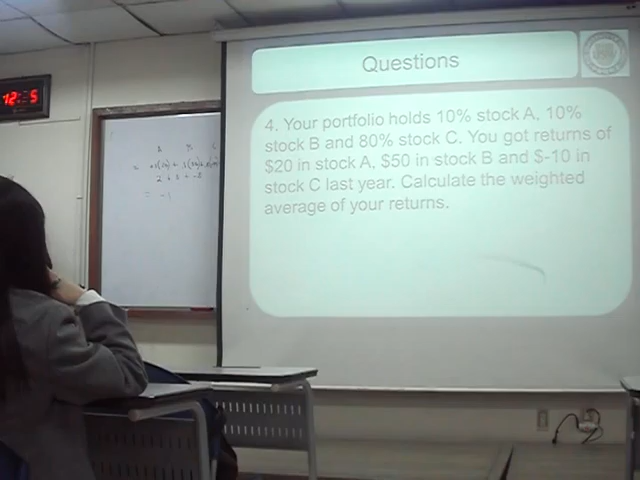 Questions
4. Your portfolio holds 10% stock A, 10%
stock B and 80% stock C. You got returns of
$20 in stock A, $50 in stock B and $-10 in
stock C last year. Calculate the weighted
average of your returns.
= -1